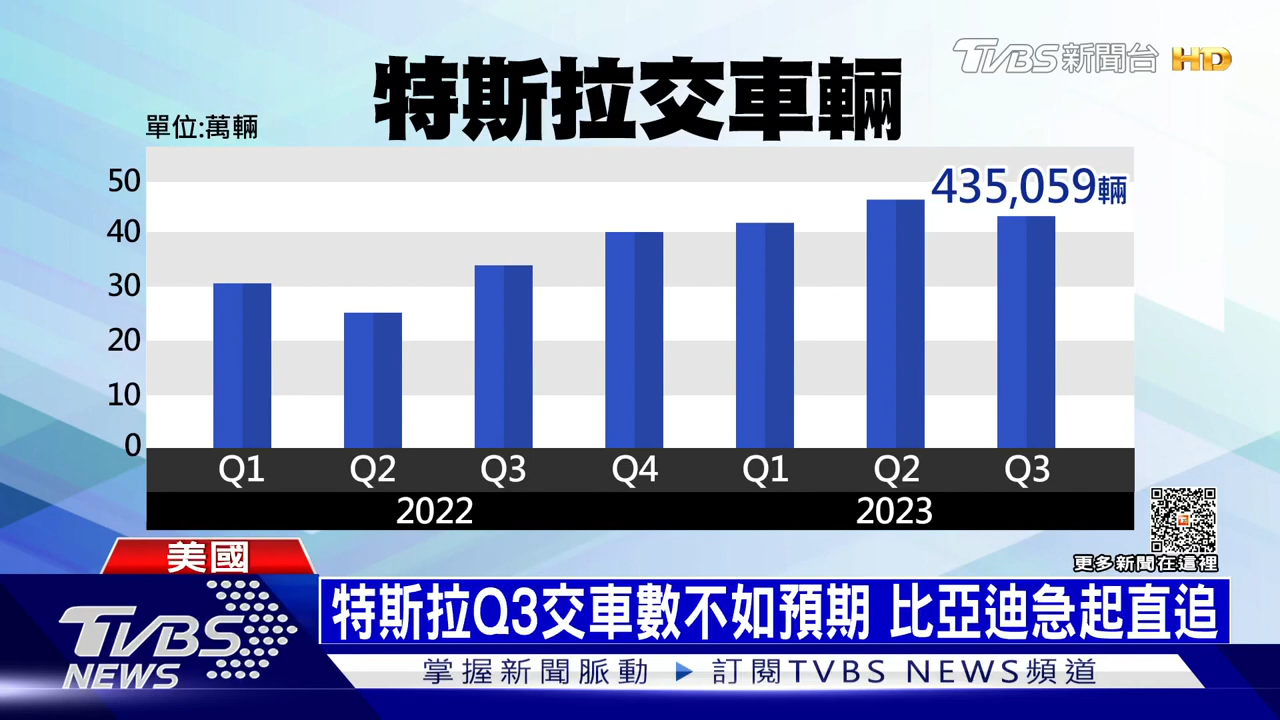 TVBS新聞台 HD
特斯拉交車輛
單位:萬輛
435,059輛
50
40
30
20
10
0
Q1 Q2 Q3 Q4 Q1 Q2 Q3
2022 2023
更多新聞在這裡
美國
特斯拉Q3交車數不如預期 比亞迪急起直追
TVBS
NEWS
掌握新聞脈動 ▶ 訂閱TVBS NEWS頻道